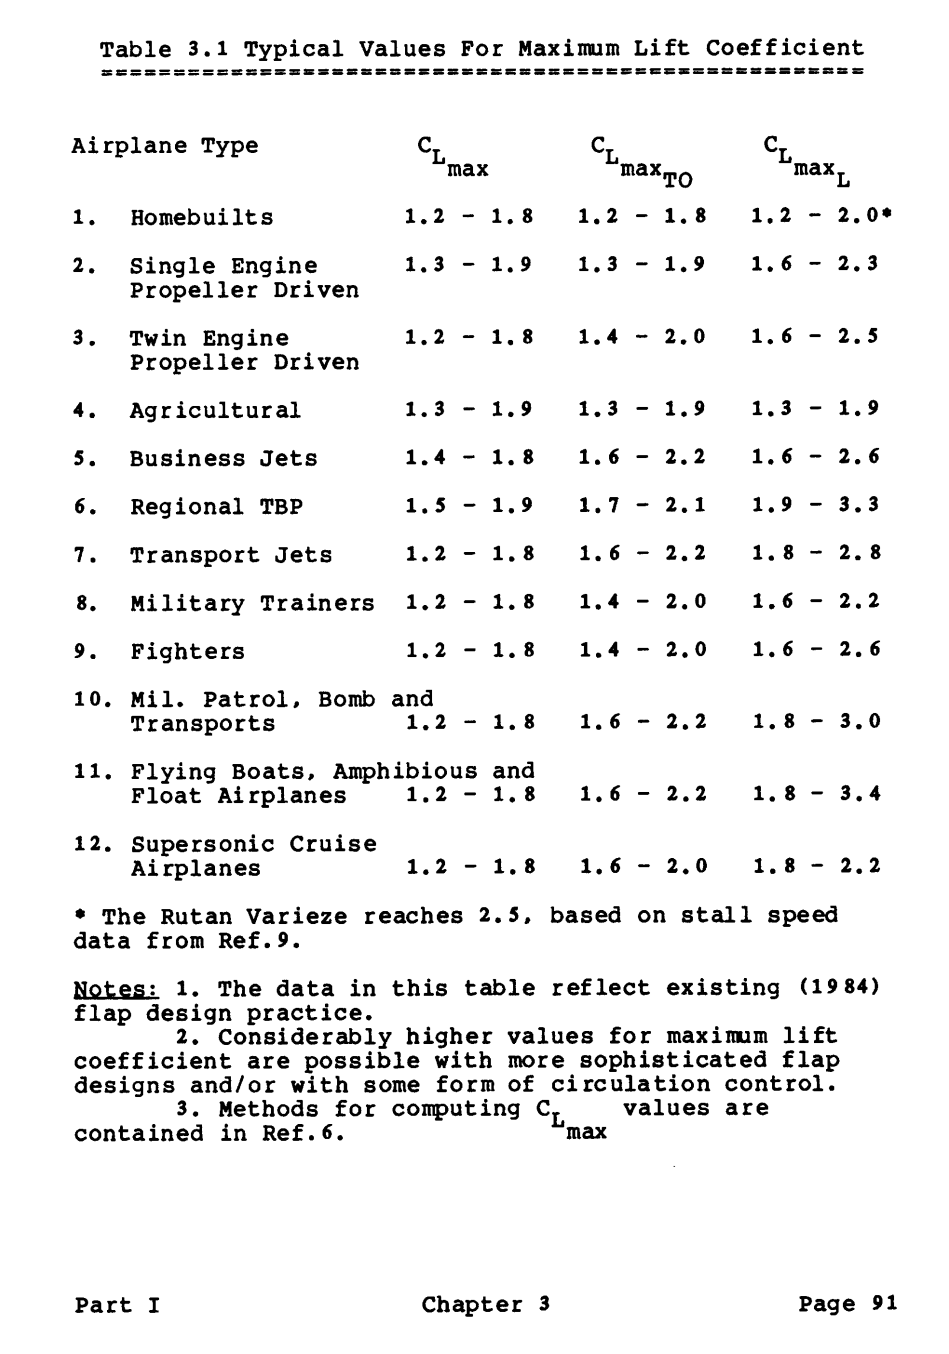 Table 3.1 Typical Values For Maximum Lift Coefficient
=====================================================
Airplane Type C_L_max C_L_max_TO C_L_max_L
1. Homebuilts 1.2 - 1.8 1.2 - 1.8 1.2 - 2.0*
2. Single Engine 1.3 - 1.9 1.3 - 1.9 1.6 - 2.3
Propeller Driven
3. Twin Engine 1.2 - 1.8 1.4 - 2.0 1.6 - 2.5
Propeller Driven
4. Agricultural 1.3 - 1.9 1.3 - 1.9 1.3 - 1.9
5. Business Jets 1.4 - 1.8 1.6 - 2.2 1.6 - 2.6
6. Regional TBP 1.5 - 1.9 1.7 - 2.1 1.9 - 3.3
7. Transport Jets 1.2 - 1.8 1.6 - 2.2 1.8 - 2.8
8. Military Trainers 1.2 - 1.8 1.4 - 2.0 1.6 - 2.2
9. Fighters 1.2 - 1.8 1.4 - 2.0 1.6 - 2.6
10. Mil. Patrol, Bomb and
Transports 1.2 - 1.8 1.6 - 2.2 1.8 - 3.0
11. Flying Boats, Amphibious and
Float Airplanes 1.2 - 1.8 1.6 - 2.2 1.8 - 3.4
12. Supersonic Cruise
Airplanes 1.2 - 1.8 1.6 - 2.0 1.8 - 2.2
* The Rutan Varieze reaches 2.5, based on stall speed
data from Ref.9.
Notes: 1. The data in this table reflect existing (1984)
flap design practice.
2. Considerably higher values for maximum lift
coefficient are possible with more sophisticated flap
designs and/or with some form of circulation control.
3. Methods for computing C_L_max values are
contained in Ref.6.
Part I Chapter 3 Page 91